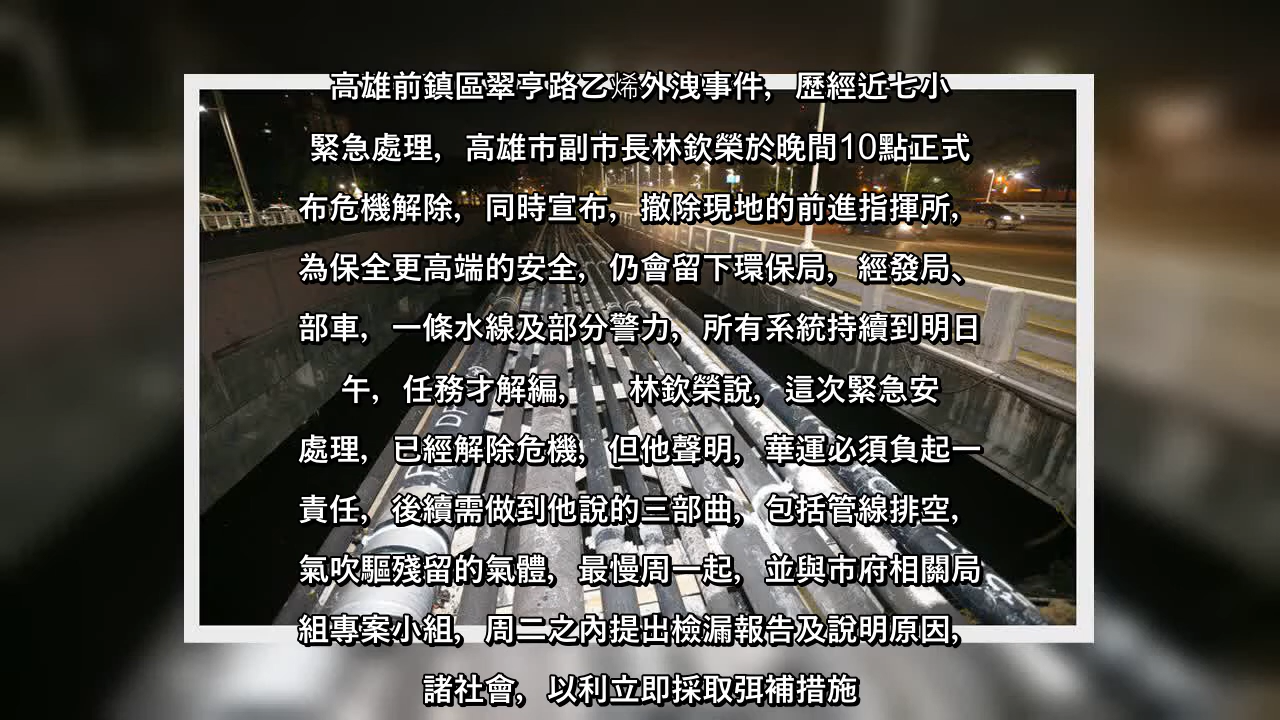 高雄前鎮區翠亨路乙烯外洩事件，歷經近七小
緊急處理，高雄市副市長林欽榮於晚間10點正式
布危機解除，同時宣布，撤除現地的前進指揮所，
為保全更高端的安全，仍會留下環保局，經發局、
部車，一條水線及部分警力，所有系統持續到明日
午，任務才解編， 林欽榮說，這次緊急安
處理，已經解除危機，但他聲明，華運必須負起一
責任，後續需做到他說的三部曲，包括管線排空，
氣吹驅殘留的氣體，最慢周一起，並與市府相關局
組專案小組，周二之內提出檢漏報告及說明原因，
諸社會，以利立即採取弭補措施